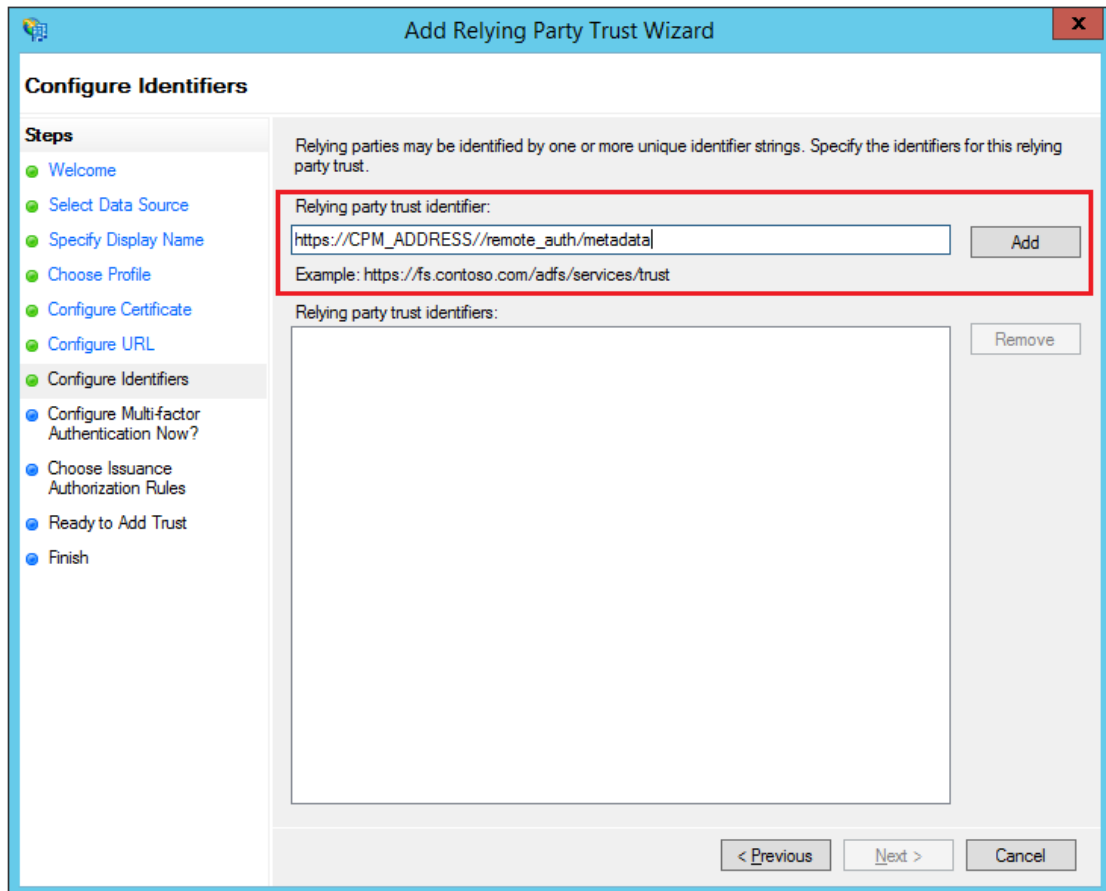 Add Relying Party Trust Wizard
x
Configure Identifiers
Steps
Welcome
Select Data Source
Specify Display Name
Choose Profile
Configure Certificate
Configure URL
Configure Identifiers
Configure Multi-factor
Authentication Now?
Choose Issuance
Authorization Rules
Ready to Add Trust
Finish
Relying parties may be identified by one or more unique identifier strings. Specify the identifiers for this relying
party trust.
Relying party trust identifier:
https://CPM_ADDRESS//remote_auth/metadata
Add
Example: https://fs.contoso.com/adfs/services/trust
Relying party trust identifiers:
Remove
< Previous
Next >
Cancel